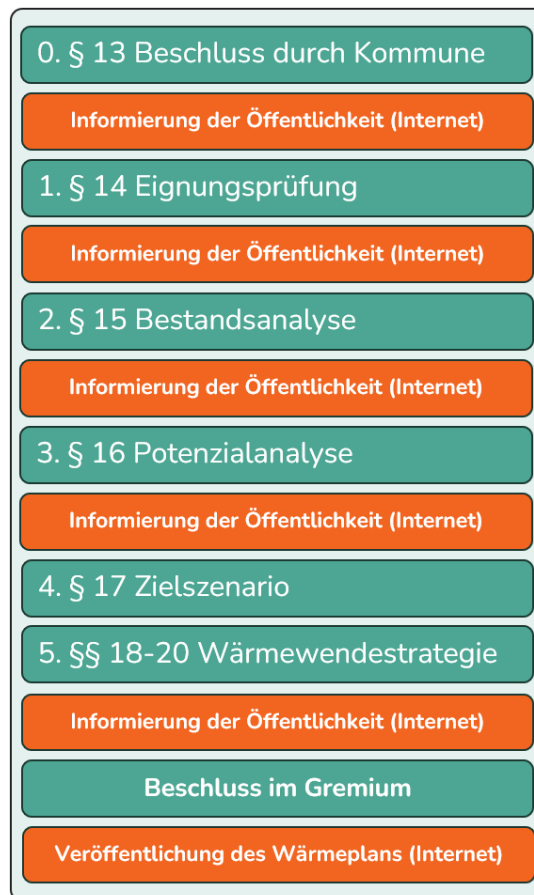 0. § 13 Beschluss durch Kommune
Informierung der Öffentlichkeit (Internet)
1. § 14 Eignungsprüfung
Informierung der Öffentlichkeit (Internet)
2. § 15 Bestandsanalyse
Informierung der Öffentlichkeit (Internet)
3. § 16 Potenzialanalyse
Informierung der Öffentlichkeit (Internet)
4. § 17 Zielszenario
5. §§ 18-20 Wärmewendestrategie
Informierung der Öffentlichkeit (Internet)
Beschluss im Gremium
Veröffentlichung des Wärmeplans (Internet)